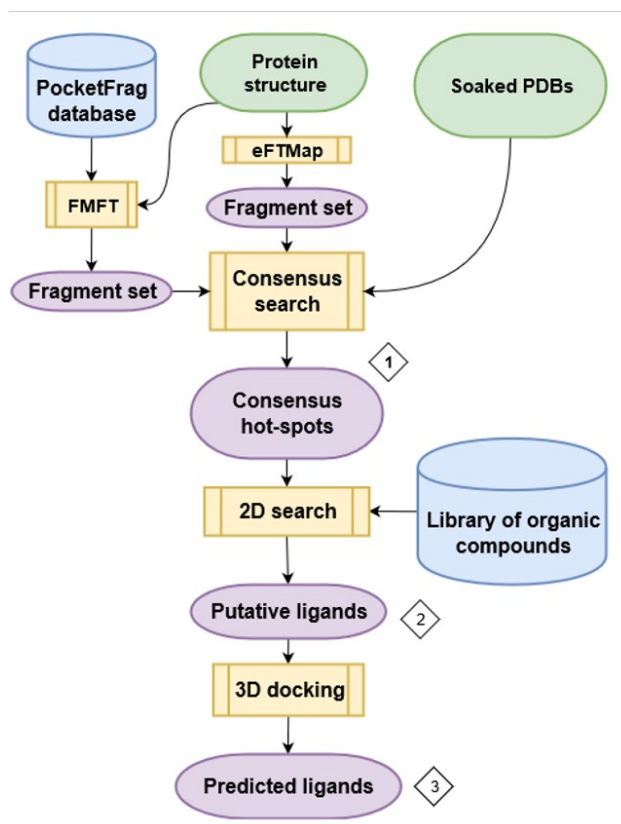 PocketFrag
database
Protein
structure
Soaked PDBs
eFTMap
FMFT
Fragment set
Fragment set
Consensus
search
1
Consensus
hot-spots
2D search
Library of organic
compounds
Putative ligands
2
3D docking
Predicted ligands
3